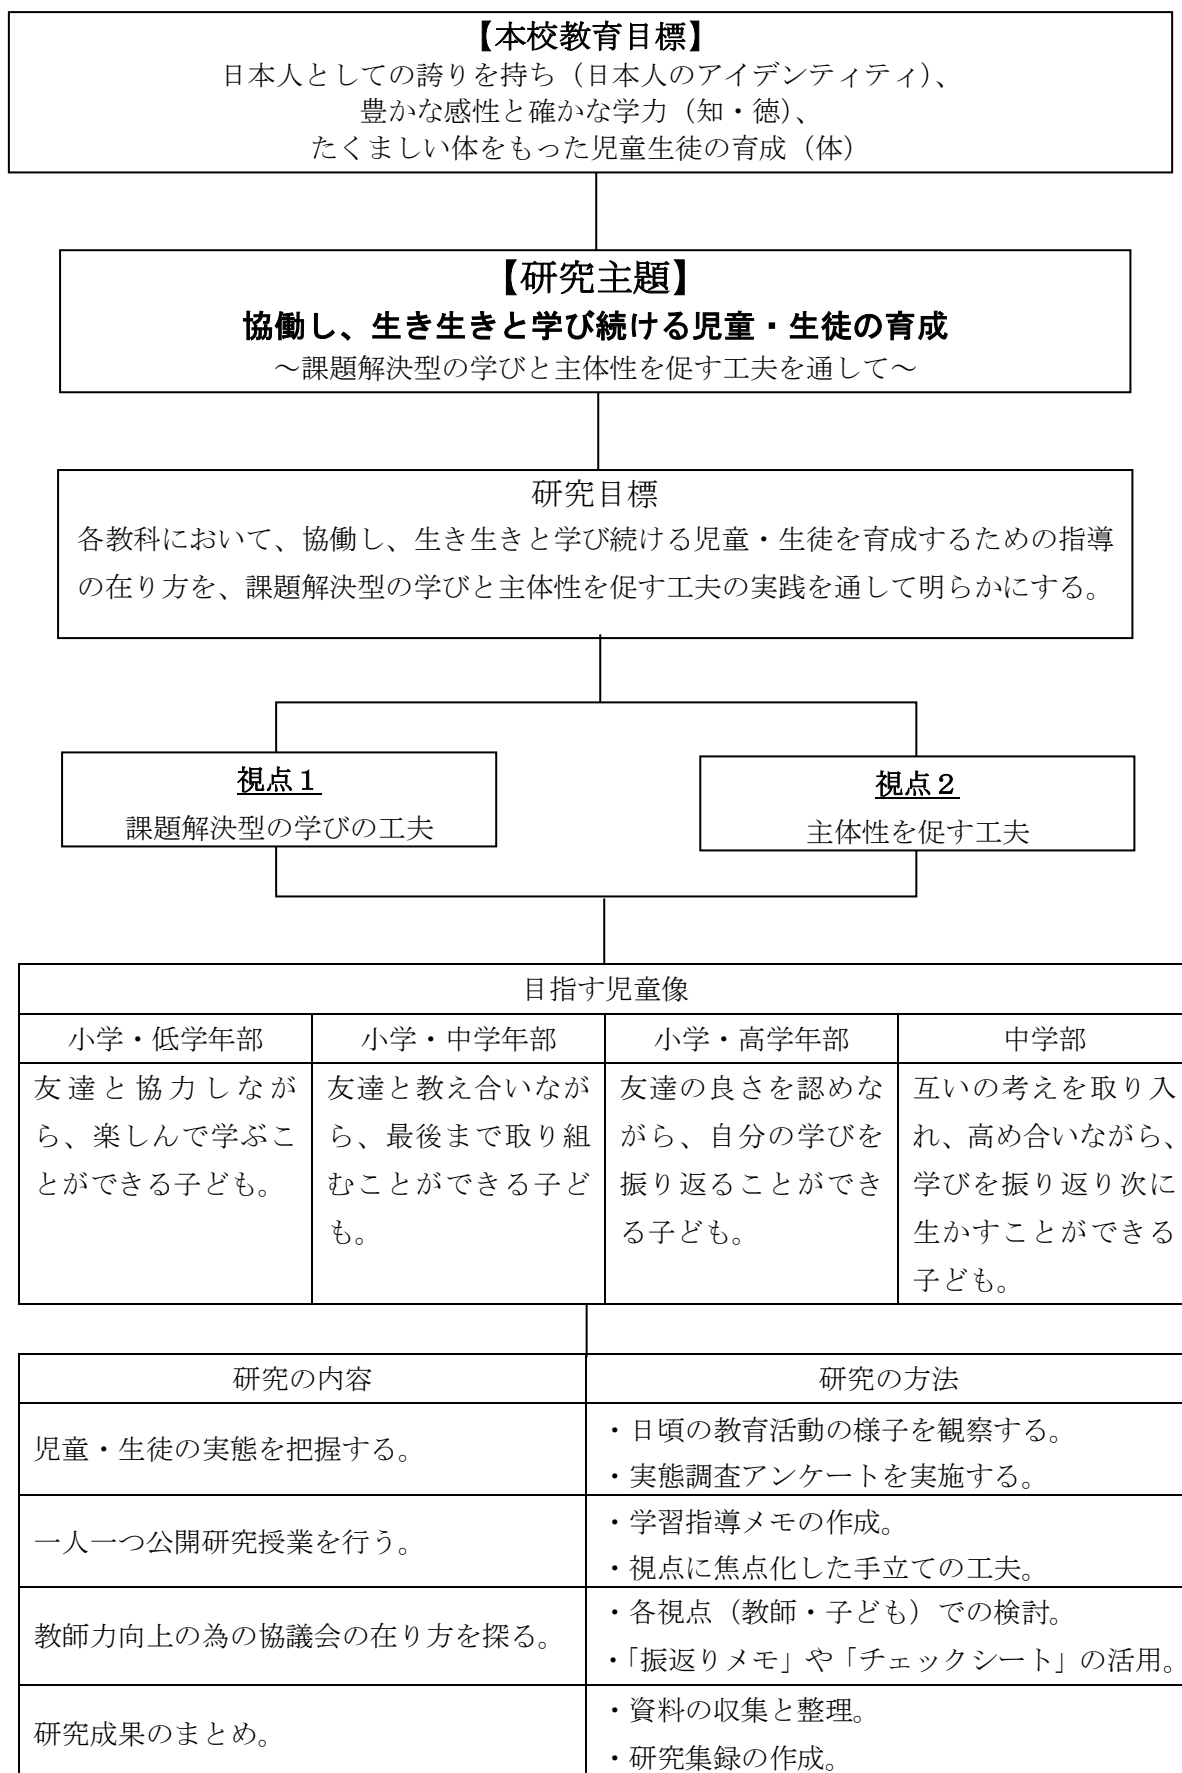 【本校教育目標】
日本人としての誇りを持ち（日本人のアイデンティティ）、
豊かな感性と確かな学力（知・徳）、
たくましい体をもった児童生徒の育成（体）
【研究主題】
協働し、生き生きと学び続ける児童・生徒の育成
～課題解決型の学びと主体性を促す工夫を通して～
研究目標
各教科において、協働し、生き生きと学び続ける児童・生徒を育成するための指導
の在り方を、課題解決型の学びと主体性を促す工夫の実践を通して明らかにする。
視点１
課題解決型の学びの工夫
視点２
主体性を促す工夫
目指す児童像
小学・低学年部
小学・中学年部
小学・高学年部
中学部
友達と協力しなが
ら、楽しんで学ぶこ
とができる子ども。
友達と教え合いなが
ら、最後まで取り組
むことができる子ど
も。
友達の良さを認めな
がら、自分の学びを
振り返ることができ
る子ども。
互いの考えを取り入
れ、高め合いながら、
学びを振り返り次に
生かすことができる
子ども。
研究の内容
研究の方法
児童・生徒の実態を把握する。
・日頃の教育活動の様子を観察する。
・実態調査アンケートを実施する。
一人一つ公開研究授業を行う。
・学習指導メモの作成。
・視点に焦点化した手立ての工夫。
教師力向上の為の協議会の在り方を探る。
・各視点（教師・子ども）での検討。
・「振返りメモ」や「チェックシート」の活用。
研究成果のまとめ。
・資料の収集と整理。
・研究集録の作成。